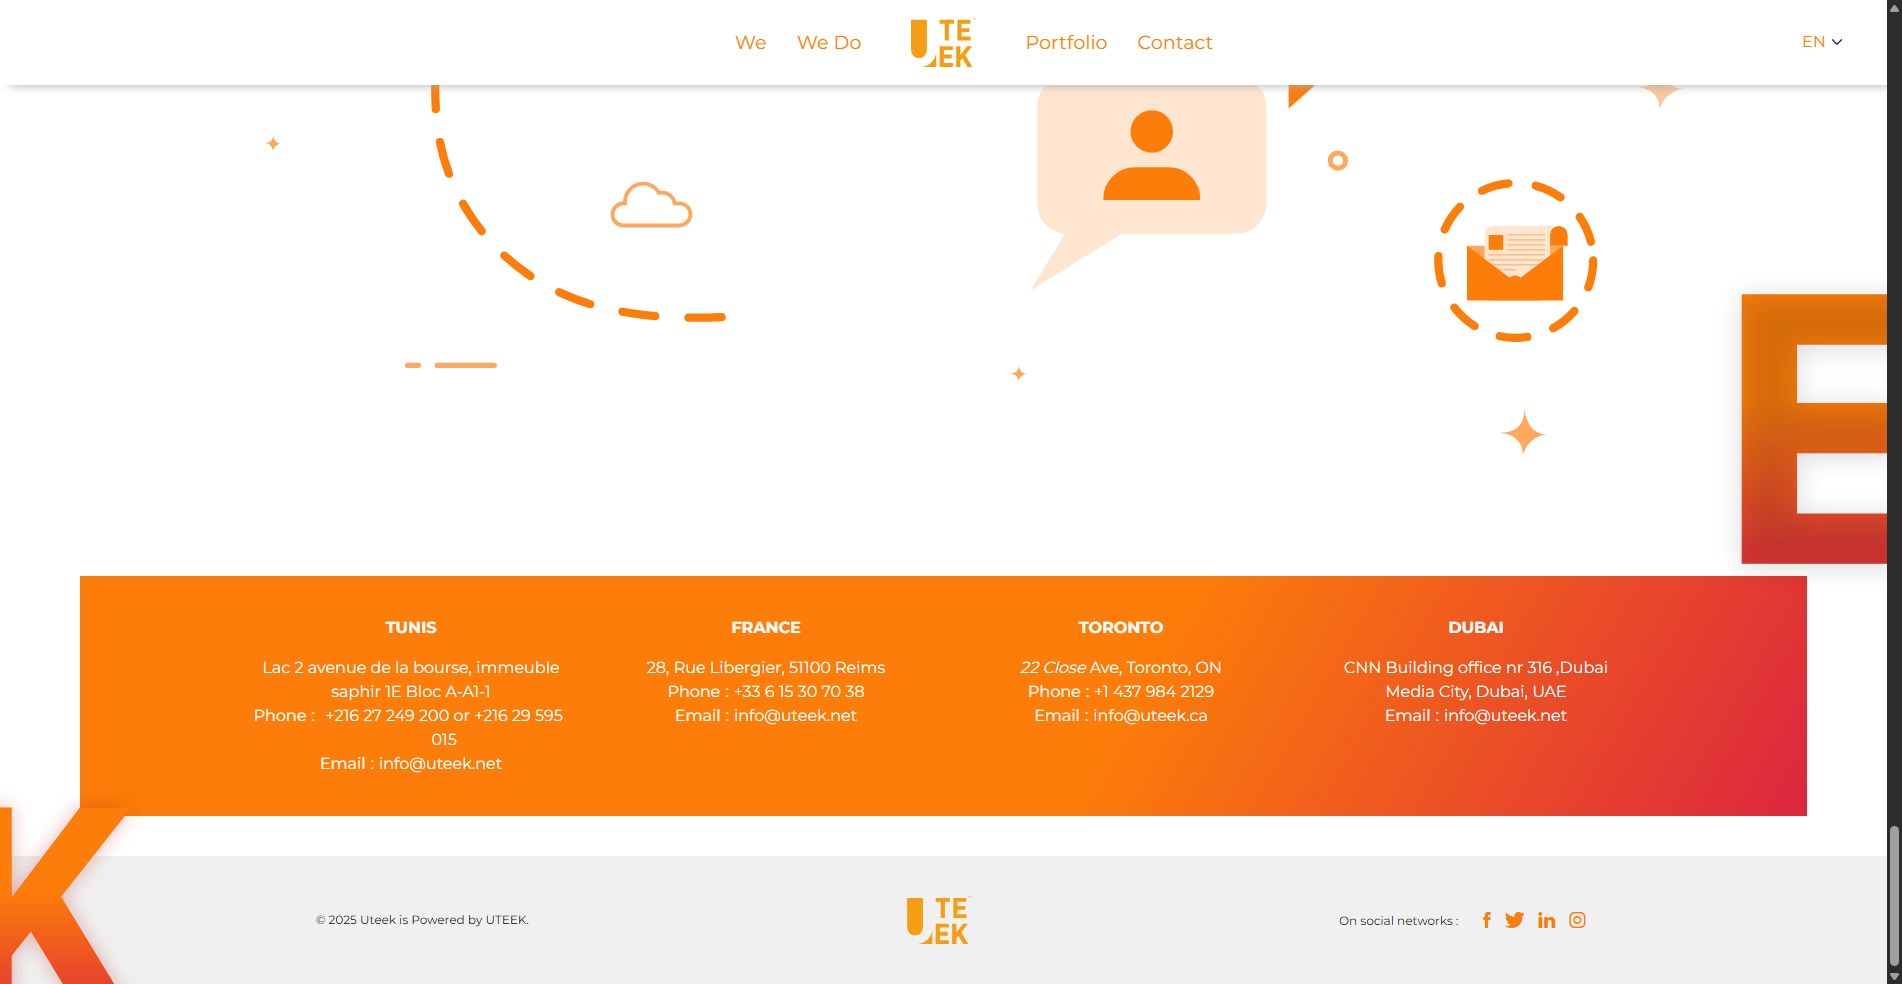 We We Do UTEEK Portfolio Contact EN
E
TUNIS
Lac 2 avenue de la bourse, immeuble
saphir 1E Bloc A-A1-1
Phone : +216 27 249 200 or +216 29 595
015
Email : info@uteek.net
FRANCE
28, Rue Libergier, 51100 Reims
Phone : +33 6 15 30 70 38
Email : info@uteek.net
TORONTO
22 Close Ave, Toronto, ON
Phone : +1 437 984 2129
Email : info@uteek.ca
DUBAI
CNN Building office nr 316 ,Dubai
Media City, Dubai, UAE
Email : info@uteek.net
K
© 2025 Uteek is Powered by UTEEK.
UTEEK
On social networks :